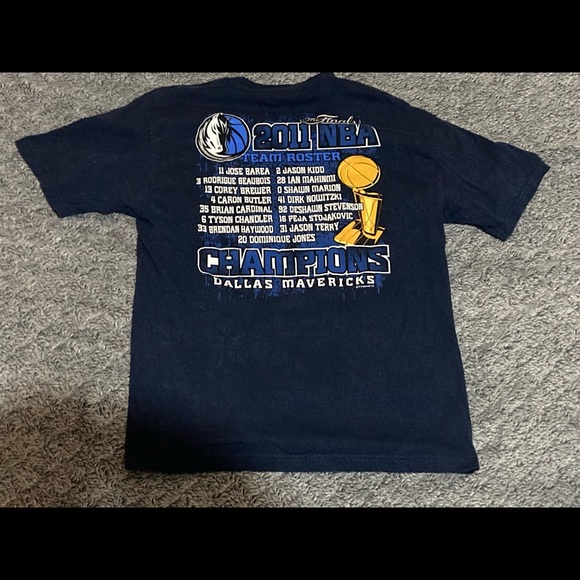 The Finals
2011 NBA
TEAM ROSTER
11 JOSE BAREA 2 JASON KIDD
3 RODRIGUE BEAUBOIS 28 IAN MAHINMI
13 COREY BREWER 0 SHAWN MARION
4 CARON BUTLER 41 DIRK NOWITZKI
35 BRIAN CARDINAL 92 DESHAWN STEVENSON
6 TYSON CHANDLER 16 PEJA STOJAKOVIC
33 BRENDAN HAYWOOD 31 JASON TERRY
20 DOMINIQUE JONES
CHAMPIONS
DALLAS MAVERICKS